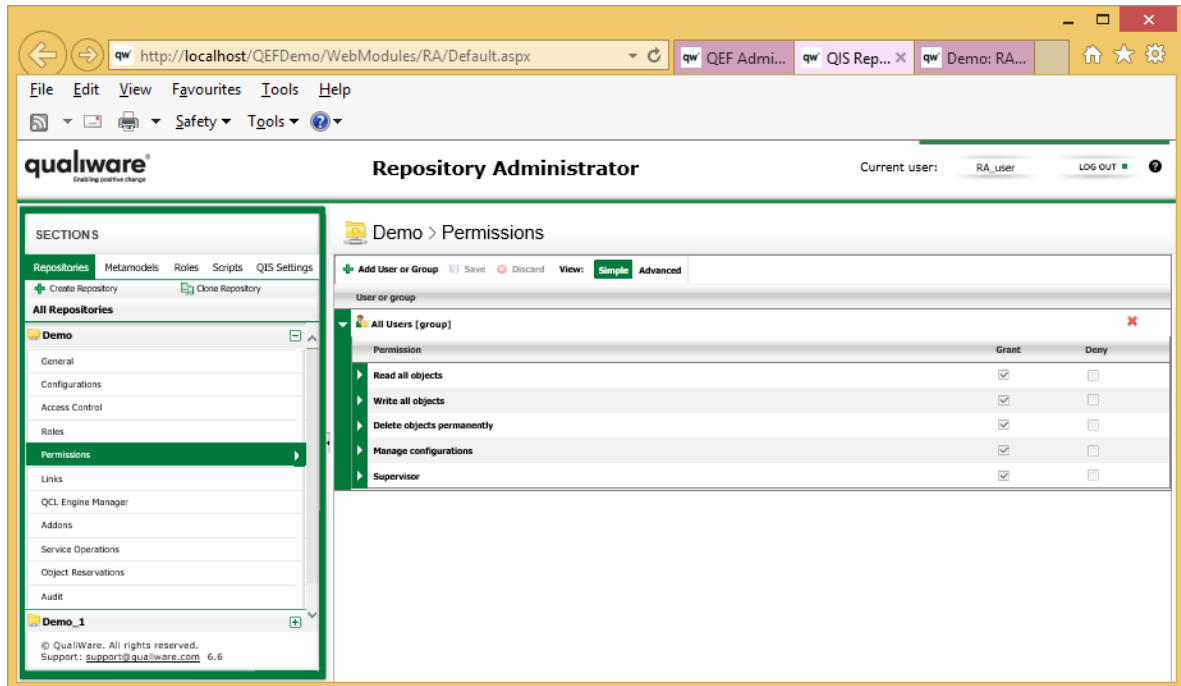 http://localhost/QEFDemo/WebModules/RA/Default.aspx
QEF Admi...
QIS Rep...
Demo: RA...
File Edit View Favourites Tools Help
Safety Tools
qualiware
Enabling positive change
Repository Administrator
Current user: RA_user LOG OUT
SECTIONS
Repositories Metamodels Roles Scripts QIS Settings
Create Repository Clone Repository
All Repositories
Demo
General
Configurations
Access Control
Roles
Permissions
Links
QCL Engine Manager
Addons
Service Operations
Object Reservations
Audit
Demo_1
© QualiWare. All rights reserved.
Support: support@qualiware.com 6.6
Demo > Permissions
Add User or Group Save Discard View: Simple Advanced
User or group
All Users [group]
Permission Grant Deny
Read all objects
Write all objects
Delete objects permanently
Manage configurations
Supervisor